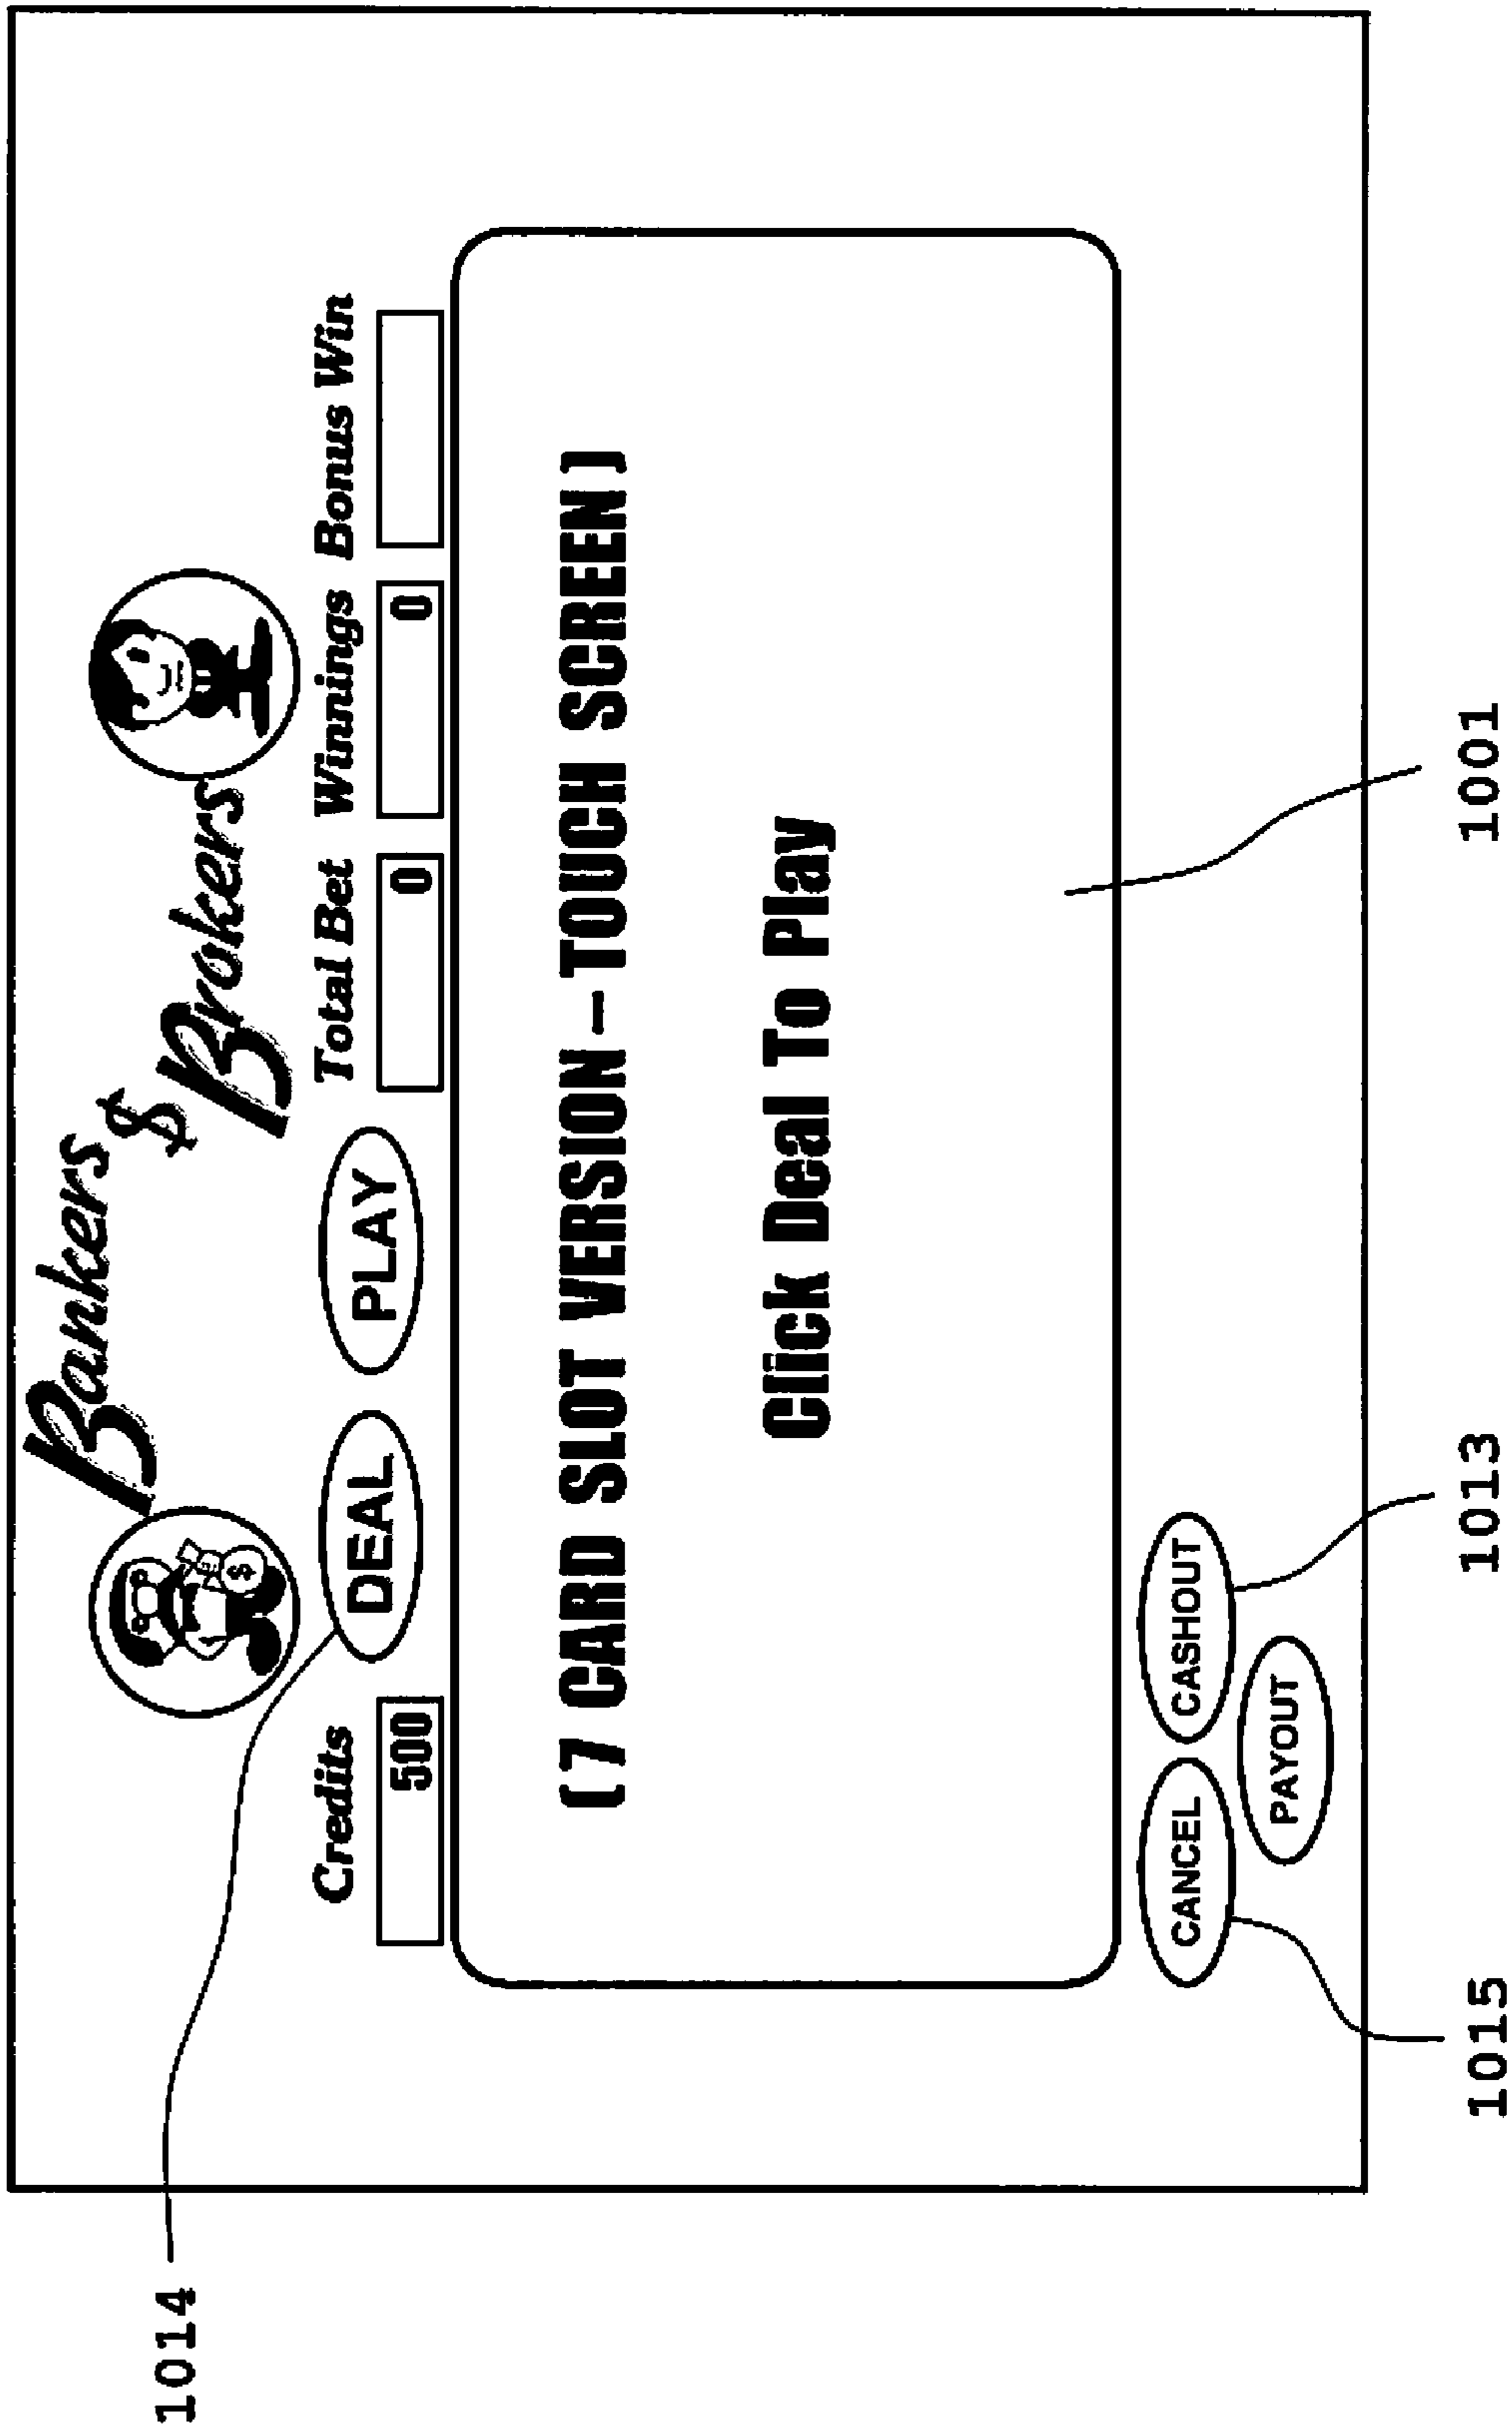 Bankers
&
Brokers
Credits
DEAL
PLAY
Total Bet
Winnings
Bonus Win
500
0
0
(7 CARD SLOT VERSION – TOUCH SCREEN)
Click Deal To Play
CANCEL
CASHOUT
PAYOUT
$
1014
1015
1013
1001